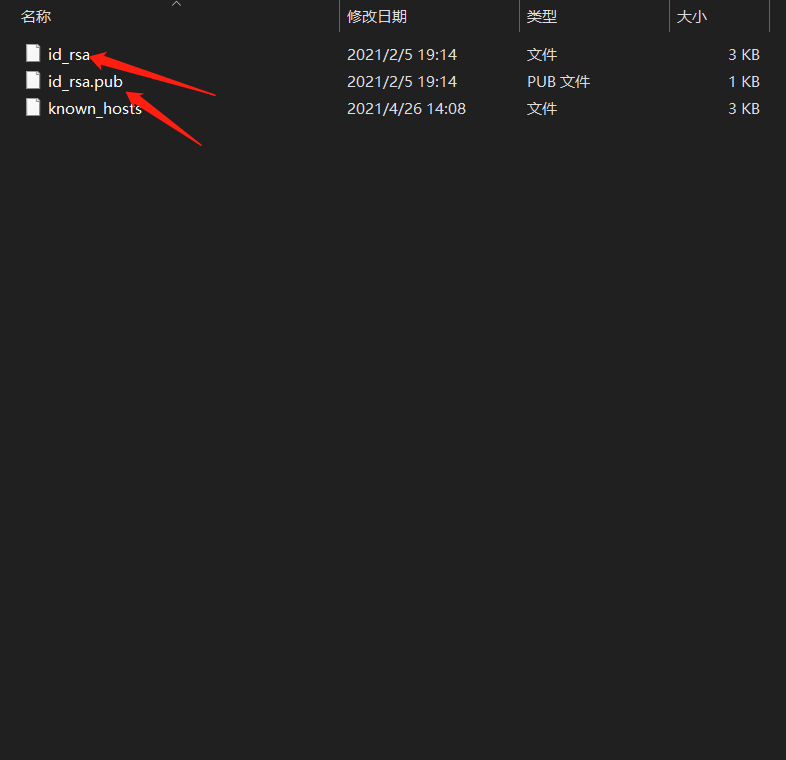 名称 修改日期 类型 大小
id_rsa 2021/2/5 19:14 文件 3 KB
id_rsa.pub 2021/2/5 19:14 PUB 文件 1 KB
known_hosts 2021/4/26 14:08 文件 3 KB